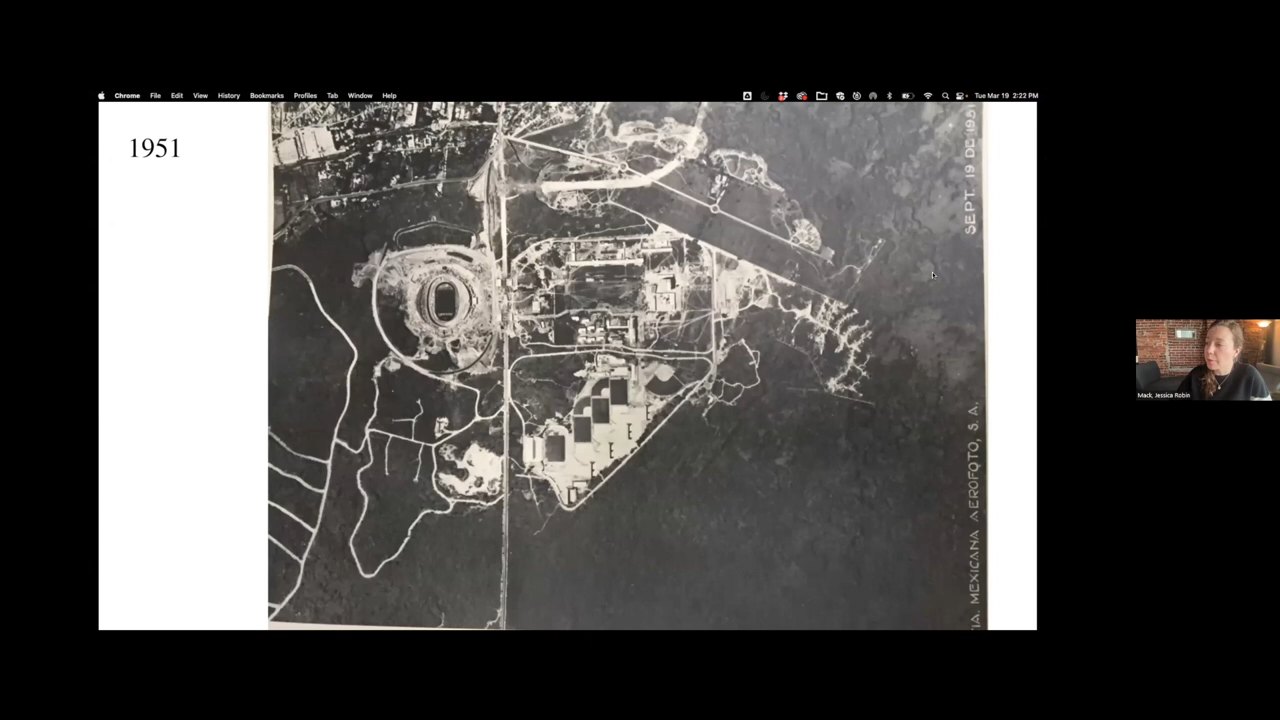 Chrome File Edit View History Bookmarks Profiles Tab Window Help Tue Mar 19 2:22 PM
1951
SEPT. 19 DE 1951
CIA. MEXICANA AEROFOTO, S. A.
Mack, Jessica Robin